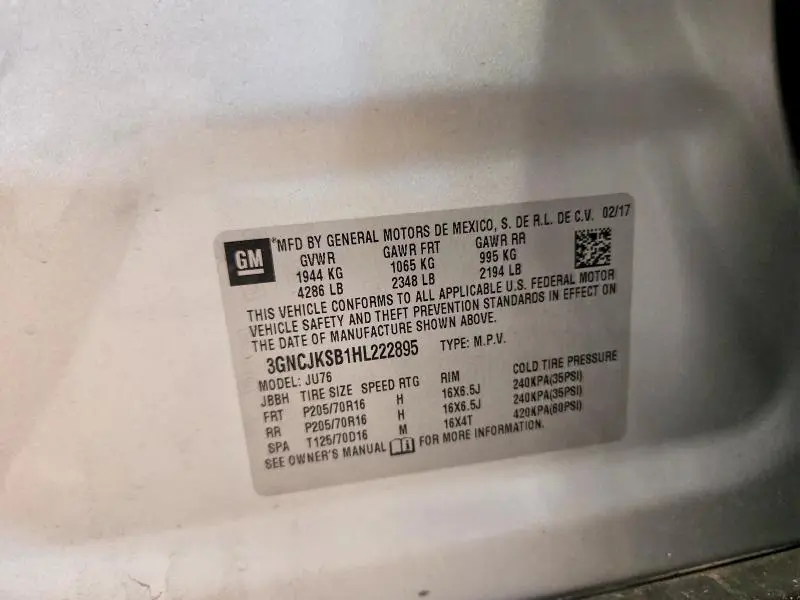 GM
MFD BY GENERAL MOTORS DE MEXICO, S. DE R.L. DE C.V. 02/17
GVWR GAWR FRT GAWR RR
1944 KG 1065 KG 995 KG
4286 LB 2348 LB 2194 LB
THIS VEHICLE CONFORMS TO ALL APPLICABLE U.S. FEDERAL MOTOR
VEHICLE SAFETY AND THEFT PREVENTION STANDARDS IN EFFECT ON
THE DATE OF MANUFACTURE SHOWN ABOVE.
3GNCJKSB1HL222895 TYPE: M.P.V.
MODEL: JU76
JBBH TIRE SIZE SPEED RTG RIM COLD TIRE PRESSURE
FRT P205/70R16 H 16X6.5J 240KPA(35PSI)
RR P205/70R16 H 16X6.5J 240KPA(35PSI)
SPA T125/70D16 M 16X4T 420KPA(60PSI)
SEE OWNER'S MANUAL FOR MORE INFORMATION.